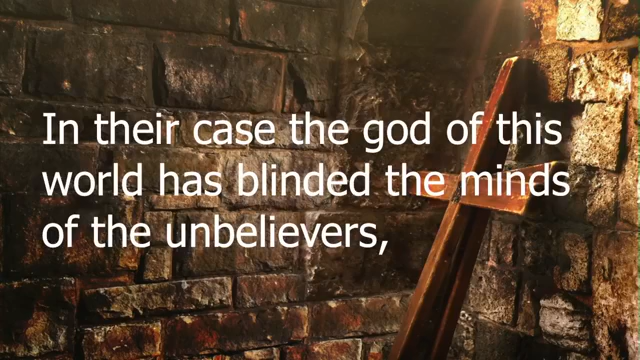 In their case the god of this
world has blinded the minds
of the unbelievers,